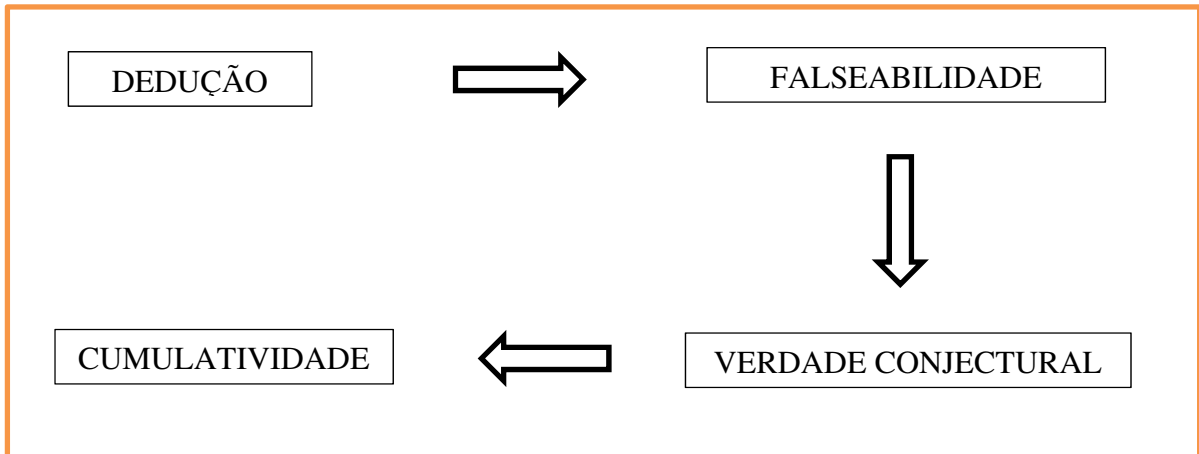 DEDUÇÃO
FALSEABILIDADE
VERDADE CONJECTURAL
CUMULATIVIDADE